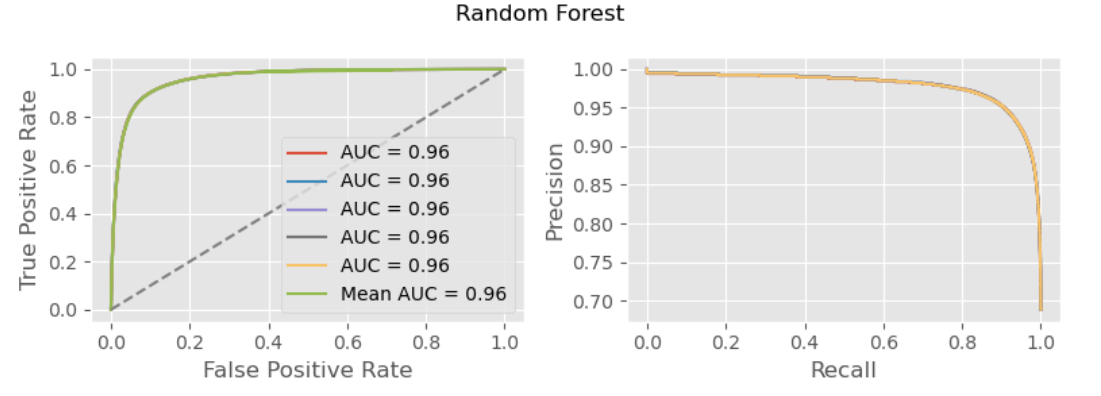 Random Forest
True Positive Rate
1.0
0.8
0.6
0.4
0.2
0.0
AUC = 0.96
AUC = 0.96
AUC = 0.96
AUC = 0.96
AUC = 0.96
Mean AUC = 0.96
0.0 0.2 0.4 0.6 0.8 1.0
False Positive Rate
Precision
1.00
0.95
0.90
0.85
0.80
0.75
0.70
0.0 0.2 0.4 0.6 0.8 1.0
Recall